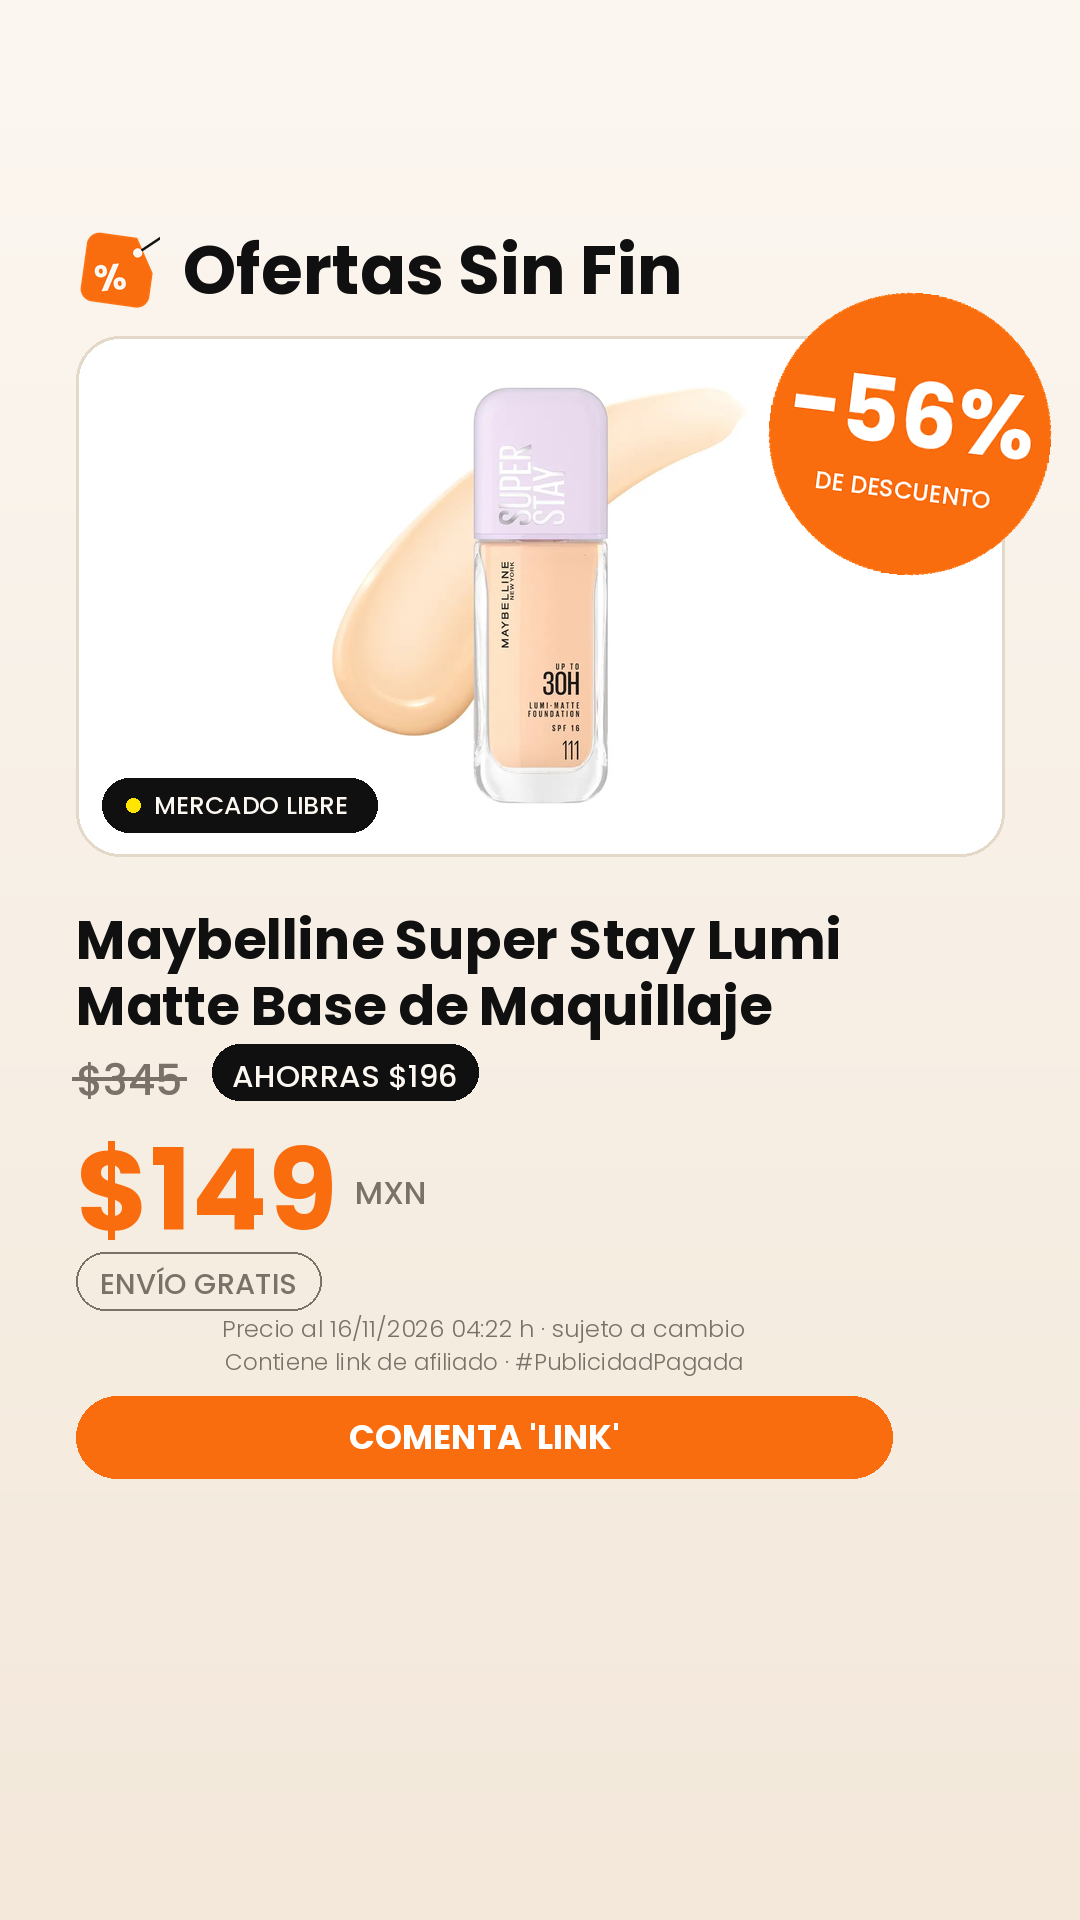 %
Ofertas Sin Fin
-56%
DE DESCUENTO
SUPER
STAY
MAYBELLINE
NEW YORK
UP TO
30H
LUMI-MATTE
FOUNDATION
SPF 16
111
MERCADO LIBRE
Maybelline Super Stay Lumi
Matte Base de Maquillaje
$345
AHORRAS $196
$149 MXN
ENVÍO GRATIS
Precio al 16/11/2026 04:22 h · sujeto a cambio
Contiene link de afiliado · #PublicidadPagada
COMENTA 'LINK'